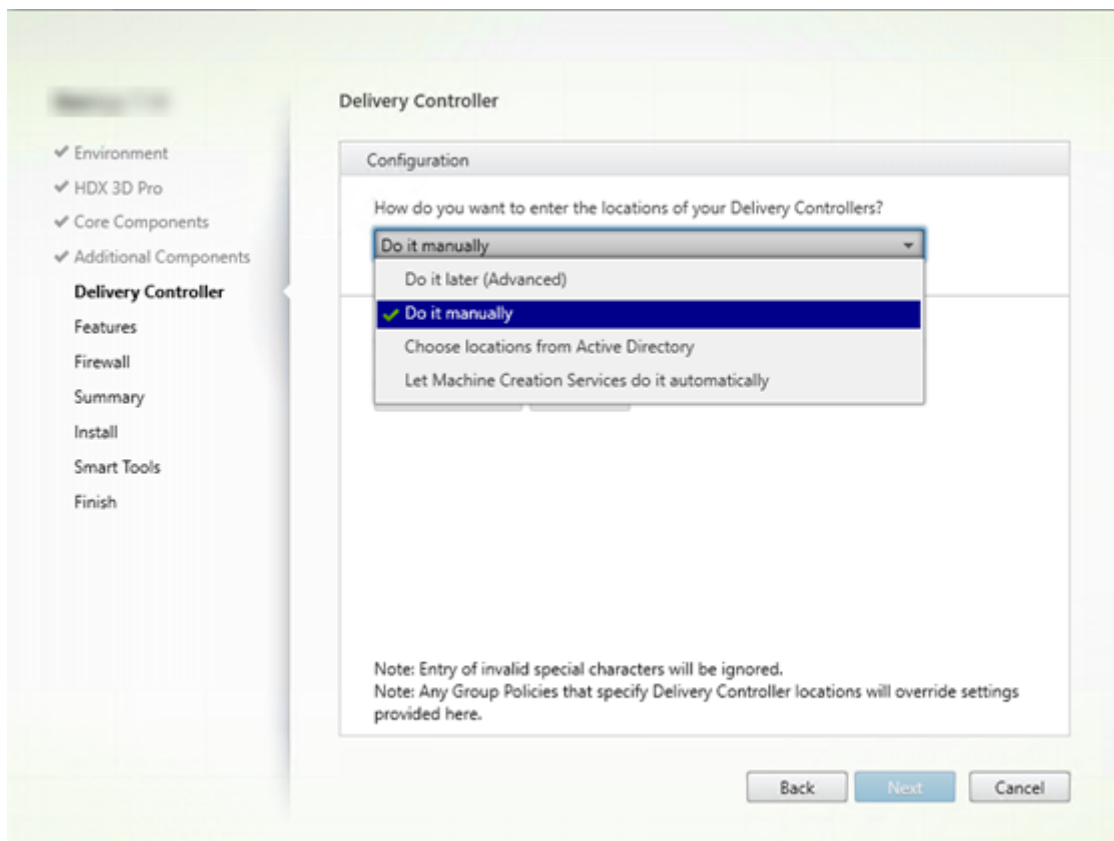 Delivery Controller
Environment
HDX 3D Pro
Core Components
Additional Components
Delivery Controller
Features
Firewall
Summary
Install
Smart Tools
Finish
Configuration
How do you want to enter the locations of your Delivery Controllers?
Do it manually
Do it later (Advanced)
Do it manually
Choose locations from Active Directory
Let Machine Creation Services do it automatically
Note: Entry of invalid special characters will be ignored.
Note: Any Group Policies that specify Delivery Controller locations will override settings
provided here.
Back
Next
Cancel